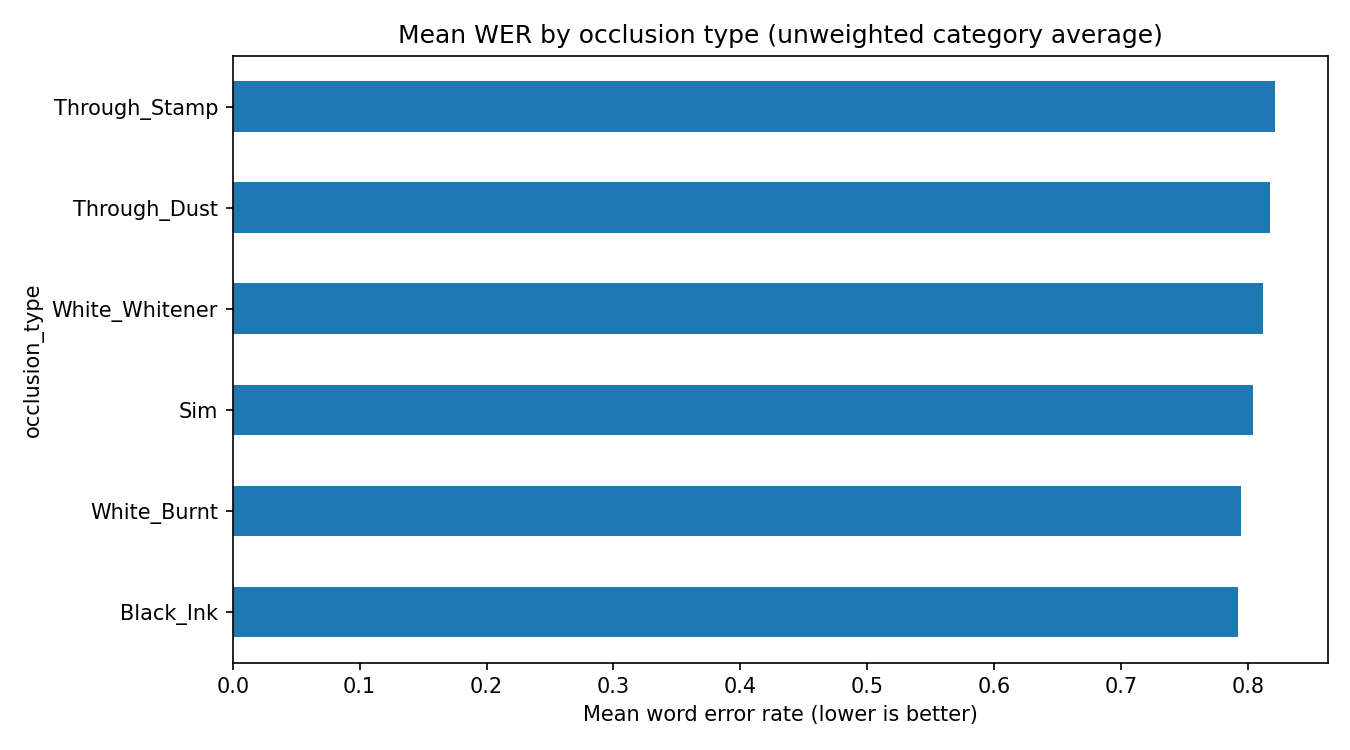 Mean WER by occlusion type (unweighted category average)
occlusion_type
Through_Stamp
Through_Dust
White_Whitener
Sim
White_Burnt
Black_Ink
0.0 0.1 0.2 0.3 0.4 0.5 0.6 0.7 0.8
Mean word error rate (lower is better)